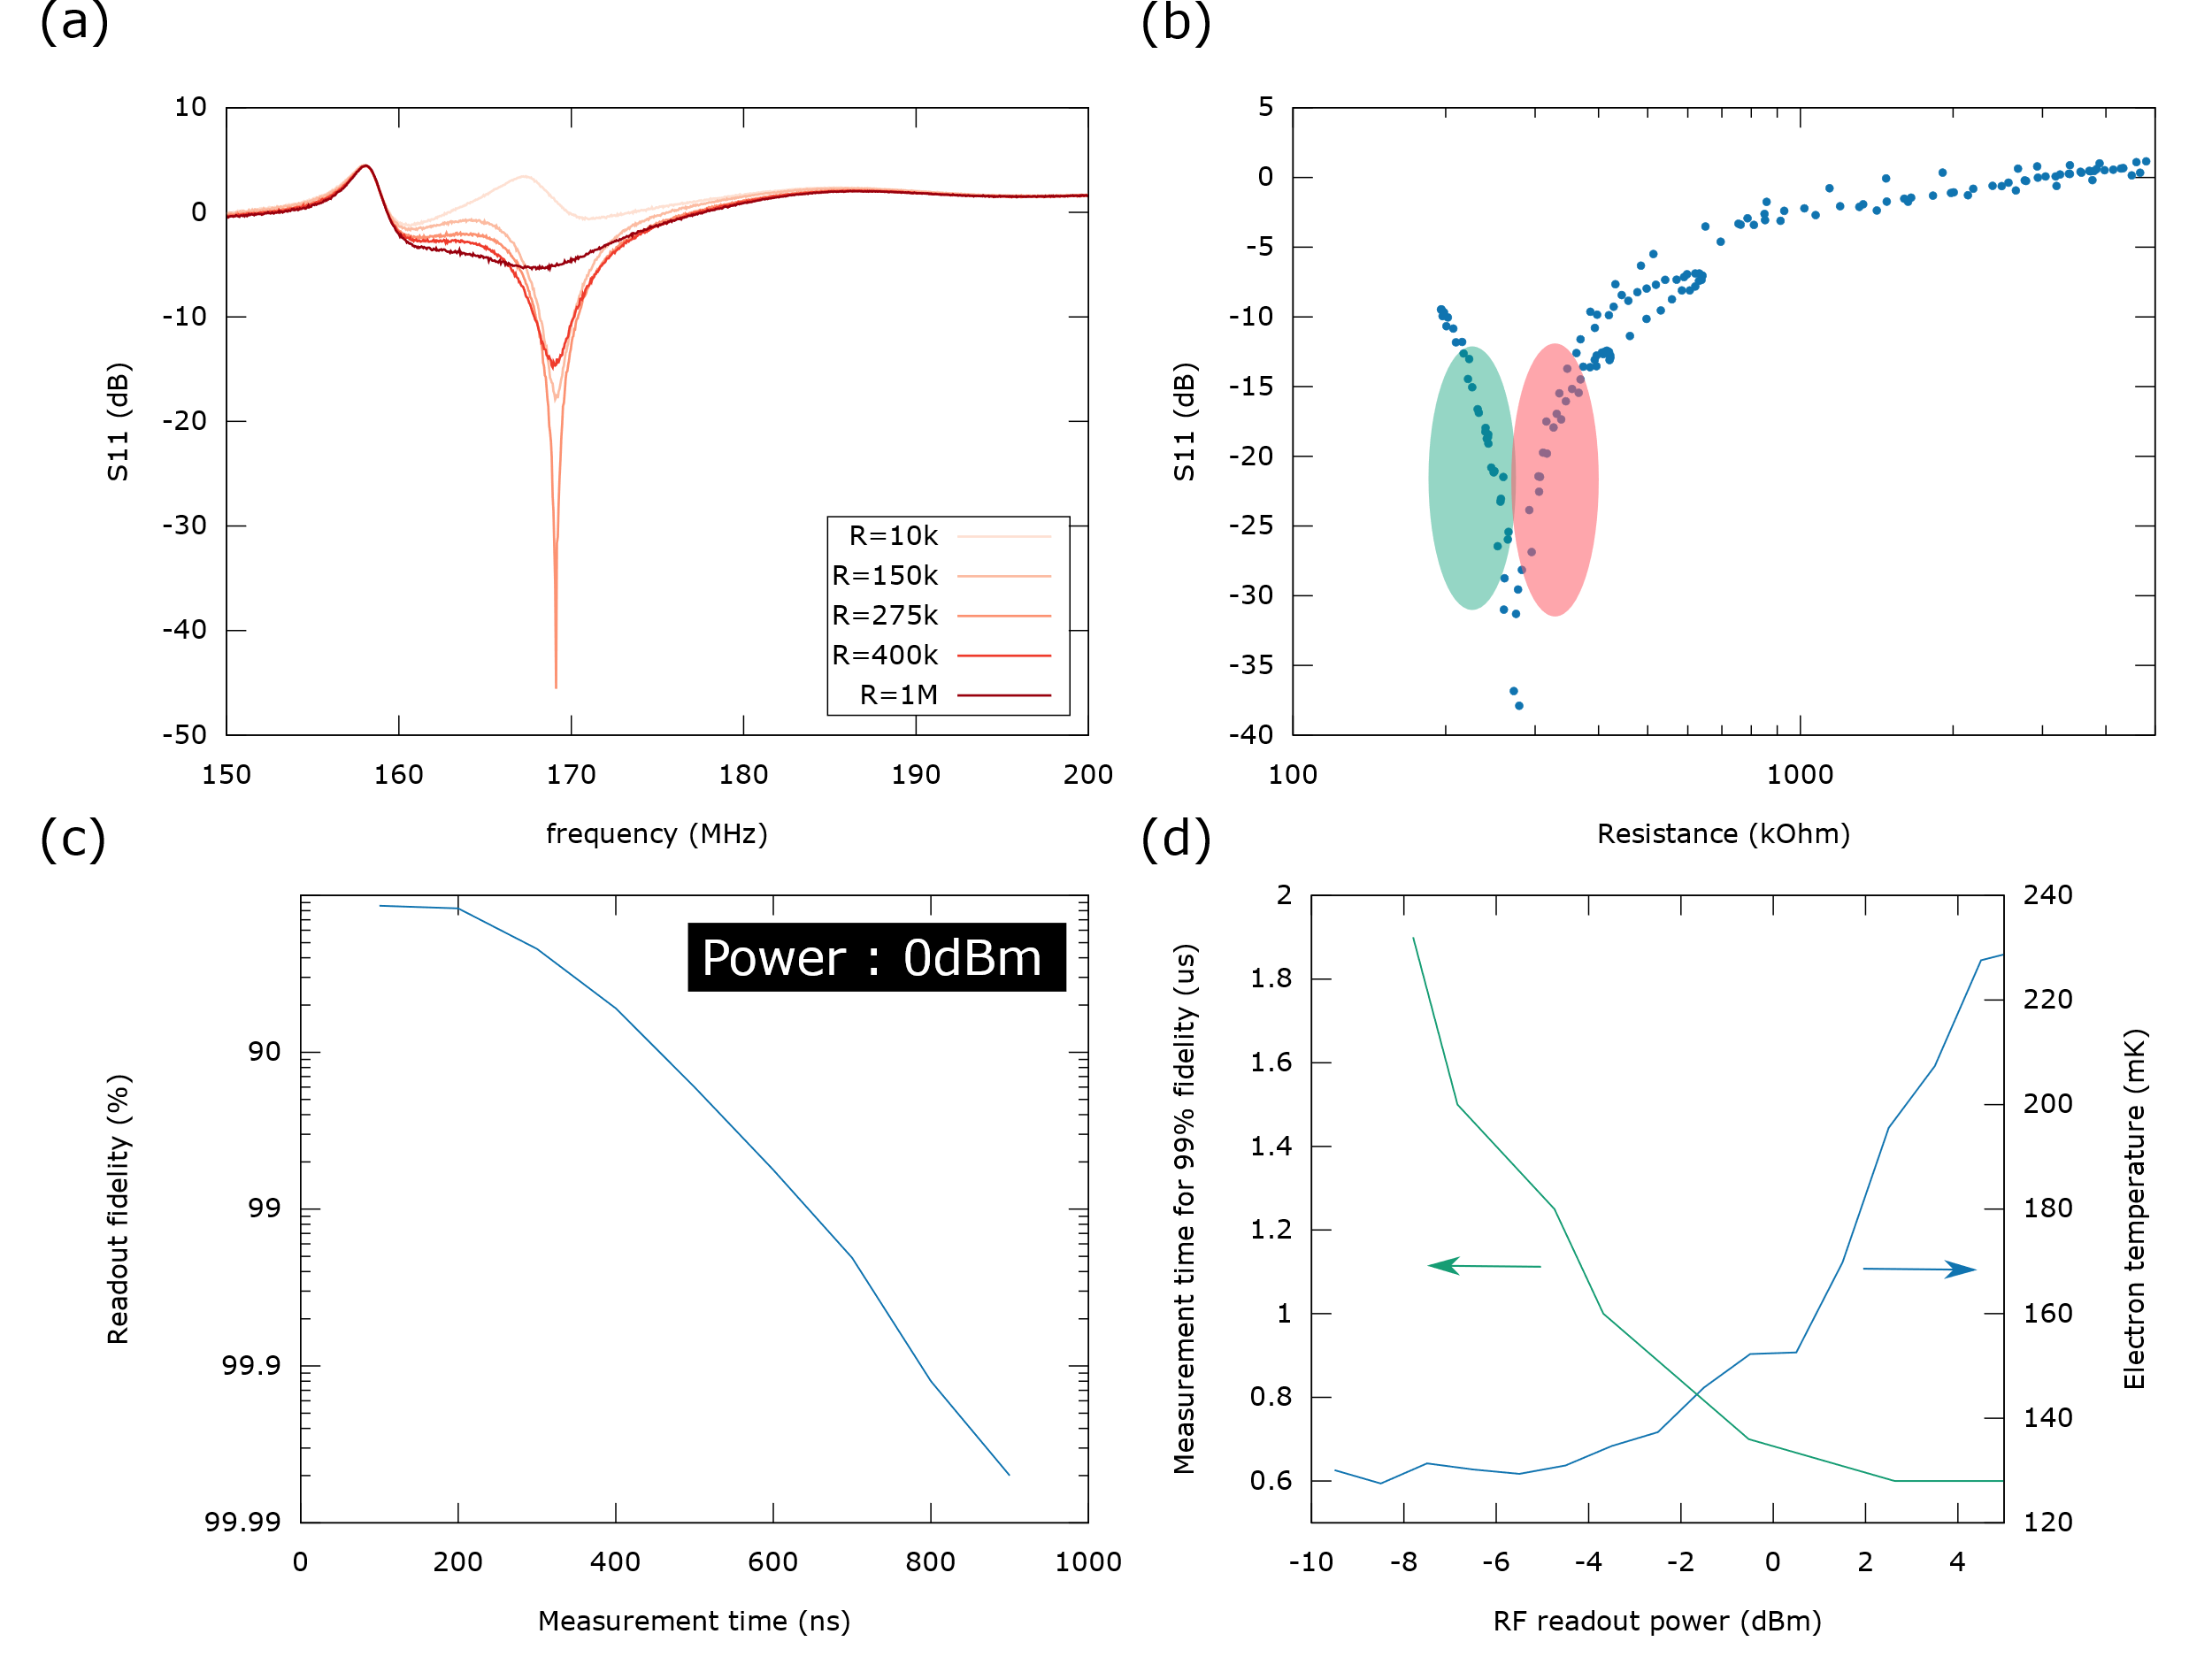 (a)
10
0
-10
-20
-30
-40
-50
S11 (dB)
150 160 170 180 190 200
frequency (MHz)
R=10k
R=150k
R=275k
R=400k
R=1M
(b)
5
0
-5
-10
-15
-20
-25
-30
-35
-40
S11 (dB)
100 1000
Resistance (kOhm)
(c)
Power : 0dBm
90
99
99.9
99.99
Readout fidelity (%)
0 200 400 600 800 1000
Measurement time (ns)
(d)
2
1.8
1.6
1.4
1.2
1
0.8
0.6
Measurement time for 99% fidelity (us)
240
220
200
180
160
140
120
Electron temperature (mK)
-10 -8 -6 -4 -2 0 2 4
RF readout power (dBm)